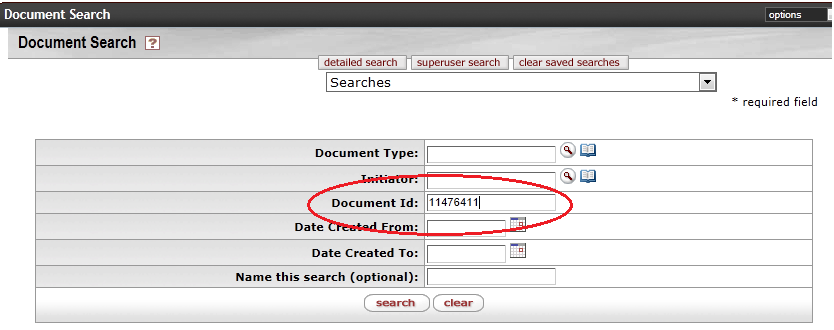 Document Search
options
Document Search ?
detailed search superuser search clear saved searches
Searches
* required field
Document Type:
Initiator:
Document Id: 11476411
Date Created From:
Date Created To:
Name this search (optional):
search clear